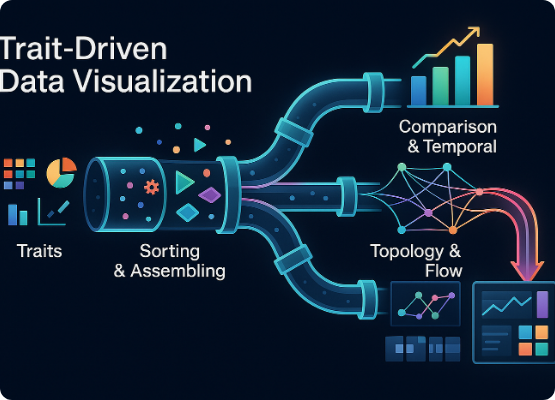 Trait-Driven
Data Visualization
Comparison
& Temporal
Traits
Sorting
& Assembling
Topology &
Flow